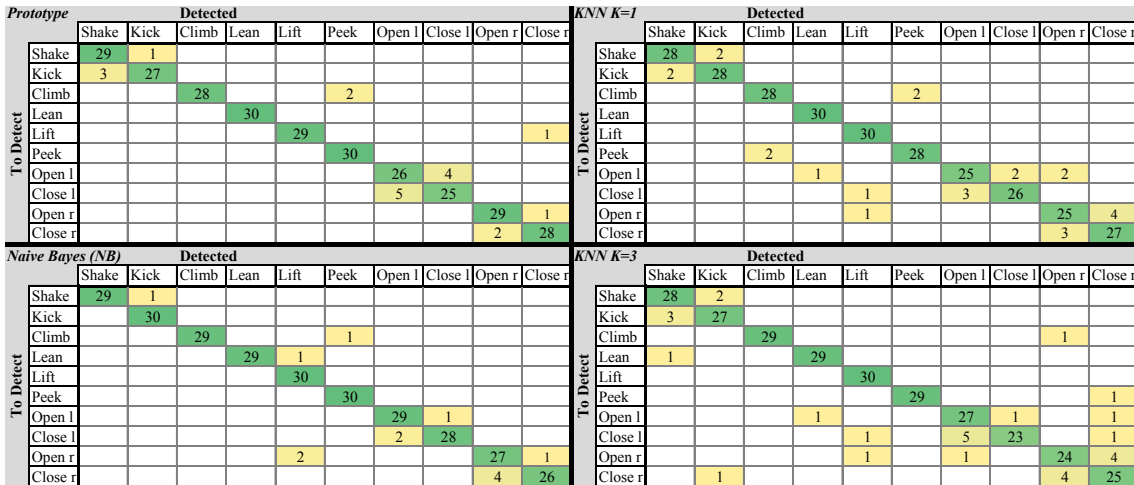 Prototype Detected
Shake Kick Climb Lean Lift Peek Open l Close l Open r Close r
To Detect
Shake 29 1
Kick 3 27
Climb 28 2
Lean 30
Lift 29 1
Peek 30
Open l 26 4
Close l 5 25
Open r 29 1
Close r 2 28
KNN K=1 Detected
Shake Kick Climb Lean Lift Peek Open l Close l Open r Close r
To Detect
Shake 28 2
Kick 2 28
Climb 28 2
Lean 30
Lift 30
Peek 2 28
Open l 1 25 2 2
Close l 1 3 26
Open r 1 25 4
Close r 3 27
Naive Bayes (NB) Detected
Shake Kick Climb Lean Lift Peek Open l Close l Open r Close r
To Detect
Shake 29 1
Kick 30
Climb 29 1
Lean 29 1
Lift 30
Peek 30
Open l 29 1
Close l 2 28
Open r 2 27 1
Close r 4 26
KNN K=3 Detected
Shake Kick Climb Lean Lift Peek Open l Close l Open r Close r
To Detect
Shake 28 2
Kick 3 27
Climb 29 1
Lean 1 29
Lift 30
Peek 29 1
Open l 1 27 1 1
Close l 1 5 23 1
Open r 1 1 24 4
Close r 1 4 25